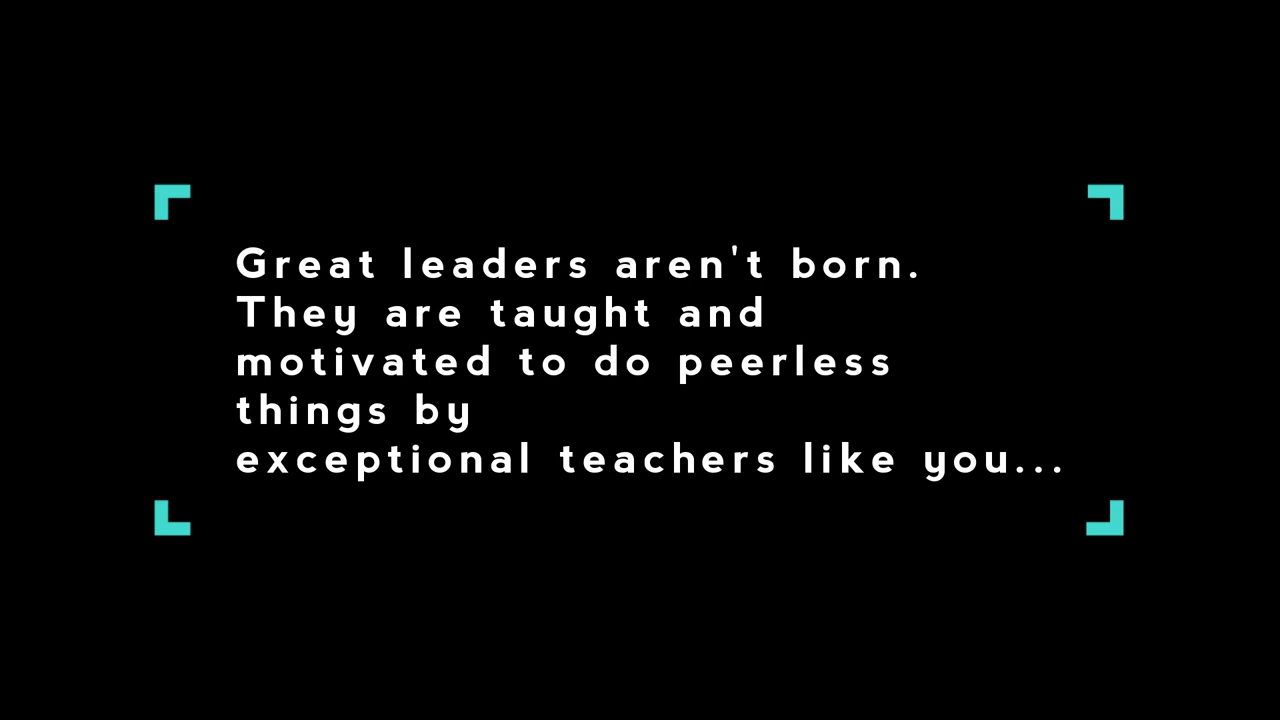 Great leaders aren't born.
They are taught and
motivated to do peerless
things by
exceptional teachers like you...